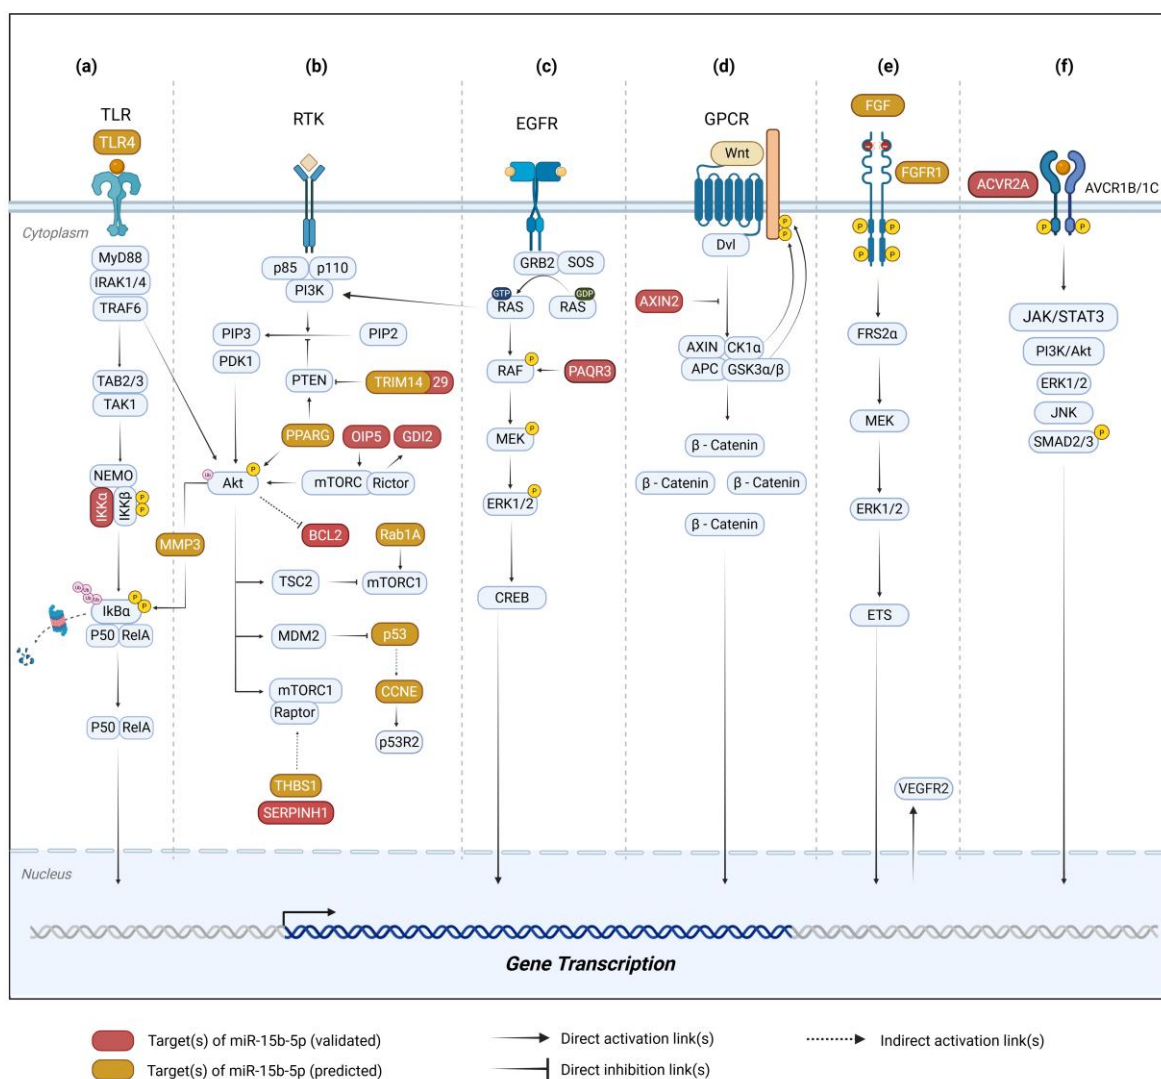 (a)
(b)
(c)
(d)
(e)
(f)
TLR
TLR4
Cytoplasm
MyD88
IRAK1/4
TRAF6
TAB2/3
TAK1
NEMO
IKKα
IKKβ
P
P
MMP3
Ub
Ub
Ub
Ub
P
P
IkBα
P50
RelA
P50
RelA
RTK
p85
p110
PI3K
PIP3
PIP2
PDK1
PTEN
TRIM14
29
PPARG
OIP5
GDI2
Ub
P
Akt
mTORC
Rictor
BCL2
Rab1A
TSC2
mTORC1
MDM2
p53
mTORC1
CCNE
Raptor
p53R2
THBS1
SERPINH1
EGFR
GRB2
SOS
GTP
GDP
RAS
RAS
P
RAF
PAQR3
P
MEK
P
ERK1/2
CREB
GPCR
Wnt
P
P
Dvl
AXIN2
AXIN
CK1α
APC
GSK3α/β
β - Catenin
β - Catenin
β - Catenin
β - Catenin
FGF
FGFR1
P
P
P
P
FRS2α
MEK
ERK1/2
ETS
VEGFR2
ACVR2A
AVCR1B/1C
P
P
JAK/STAT3
PI3K/Akt
ERK1/2
JNK
P
SMAD2/3
Nucleus
Gene Transcription
Target(s) of miR-15b-5p (validated)
Direct activation link(s)
Indirect activation link(s)
Target(s) of miR-15b-5p (predicted)
Direct inhibition link(s)